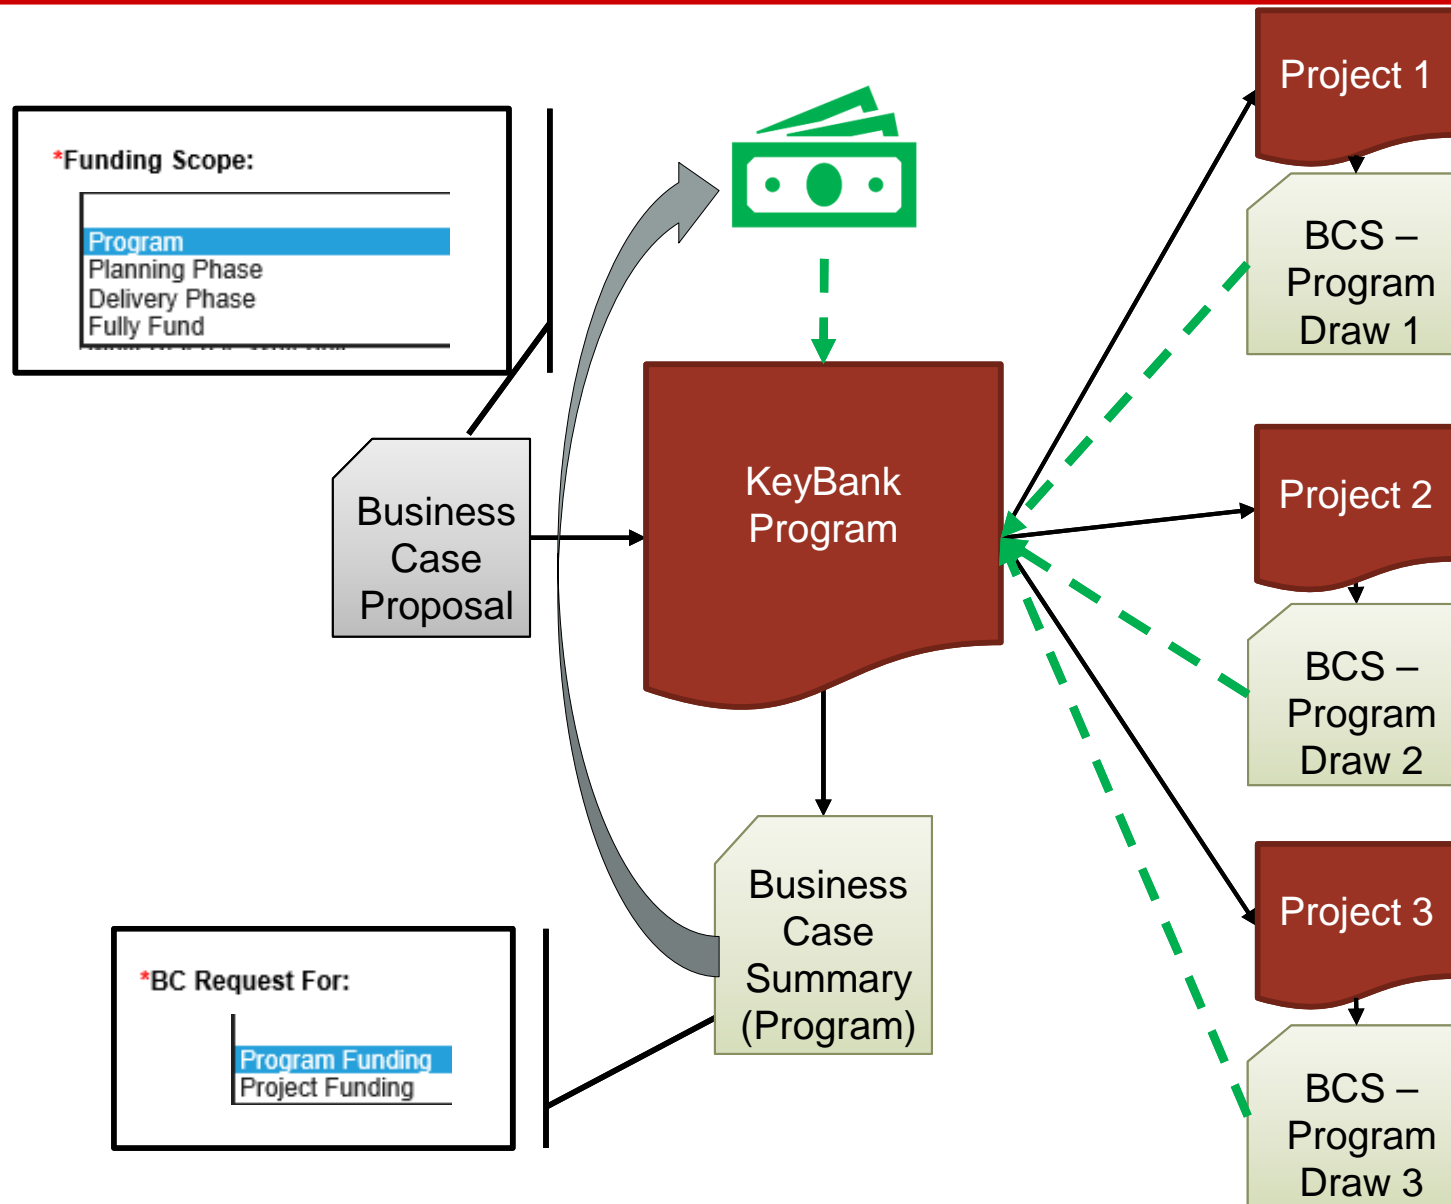 *Funding Scope:
Program
Planning Phase
Delivery Phase
Fully Fund
Business
Case
Proposal
KeyBank
Program
Business
Case
Summary
(Program)
*BC Request For:
Program Funding
Project Funding
Project 1
BCS –
Program
Draw 1
Project 2
BCS –
Program
Draw 2
Project 3
BCS –
Program
Draw 3